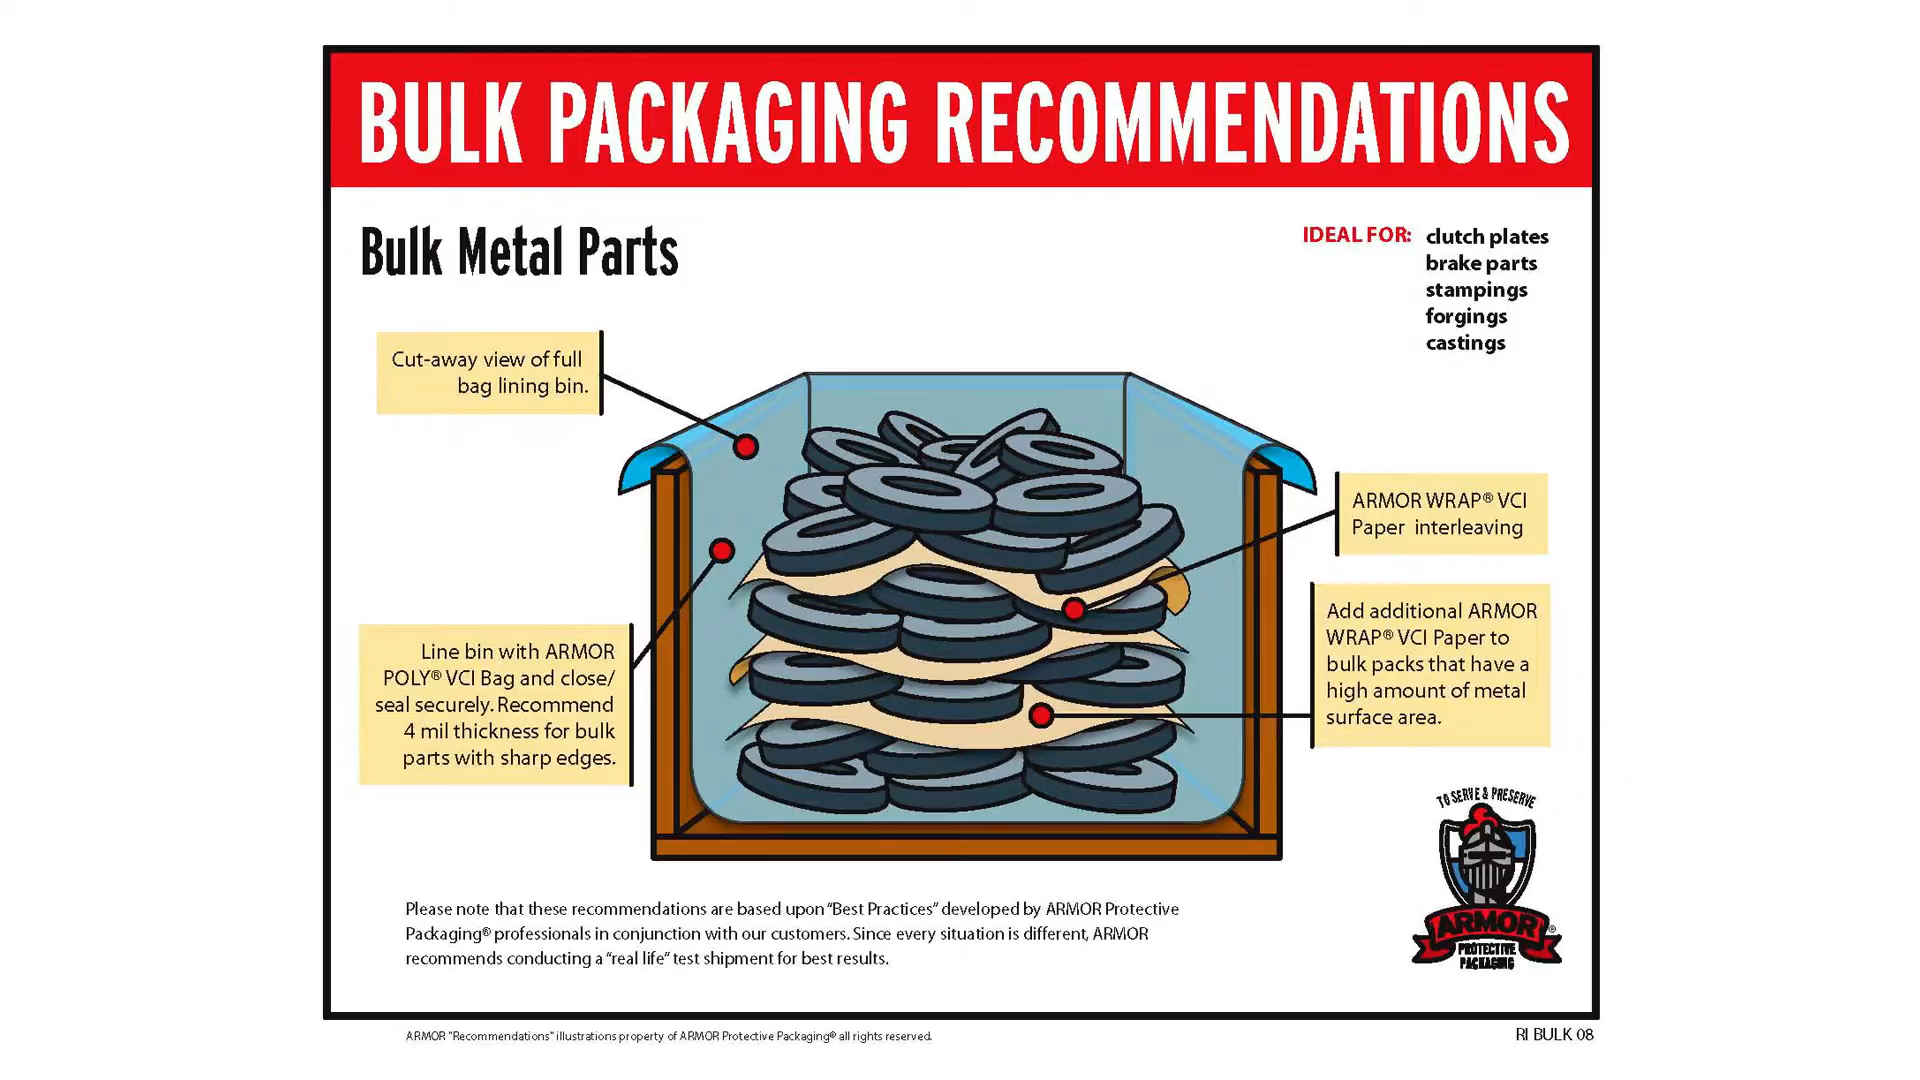 BULK PACKAGING RECOMMENDATIONS
Bulk Metal Parts
IDEAL FOR: clutch plates
brake parts
stampings
forgings
castings
Cut-away view of full
bag lining bin.
ARMOR WRAP® VCI
Paper interleaving
Add additional ARMOR
WRAP® VCI Paper to
bulk packs that have a
high amount of metal
surface area.
Line bin with ARMOR
POLY® VCI Bag and close/
seal securely. Recommend
4 mil thickness for bulk
parts with sharp edges.
TO SERVE & PRESERVE
ARMOR®
PROTECTIVE
PACKAGING
Please note that these recommendations are based upon “Best Practices” developed by ARMOR Protective
Packaging® professionals in conjunction with our customers. Since every situation is different, ARMOR
recommends conducting a “real life” test shipment for best results.
ARMOR "Recommendations" illustrations property of ARMOR Protective Packaging® all rights reserved.
RI BULK 08